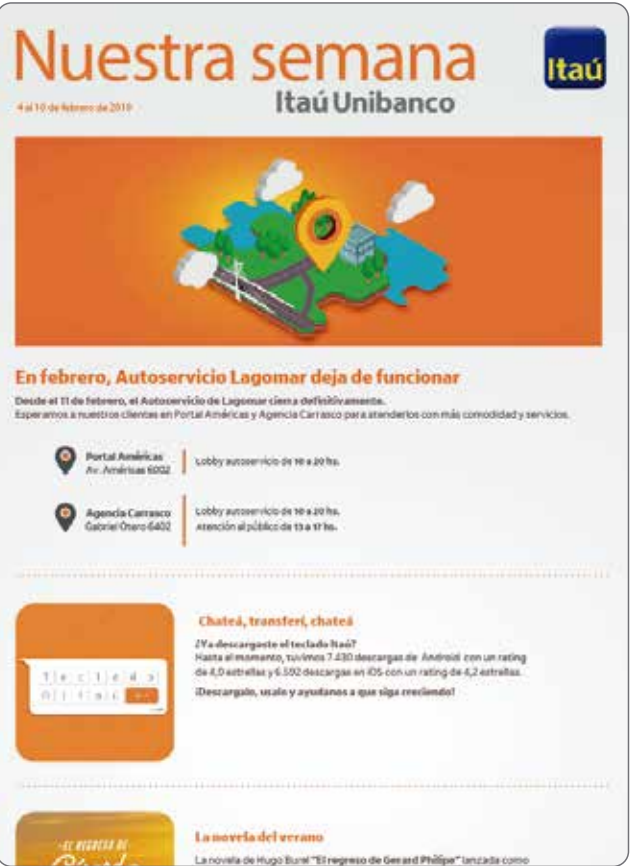 Nuestra semana
Itaú
4 al 10 de febrero de 2019
Itaú Unibanco
En febrero, Autoservicio Lagomar deja de funcionar
Desde el 11 de febrero, el Autoservicio de Lagomar cierra definitivamente.
Esperamos a nuestros clientes en Portal Américas y Agencia Carrasco para atenderlos con más comodidad y servicios.
Portal Américas
Av. Américas 6002
Lobby autoservicio de 10 a 20 hs.
Agencia Carrasco
Gabriel Otero 6402
Lobby autoservicio de 10 a 20 hs.
Atención al público de 13 a 17 hs.
Teclado
Chateá, transferí, chateá
¿Ya descargaste el teclado Itaú?
Hasta al momento, tuvimos 7.430 descargas de Android con un rating
de 4,0 estrellas y 6.592 descargas en iOS con un rating de 4,2 estrellas.
¡Descargalo, usalo y ayudanos a que siga creciendo!
EL REGRESO DE
La novela del verano
La novela de Hugo Burel "El regreso de Gerard Philipe" lanzada como